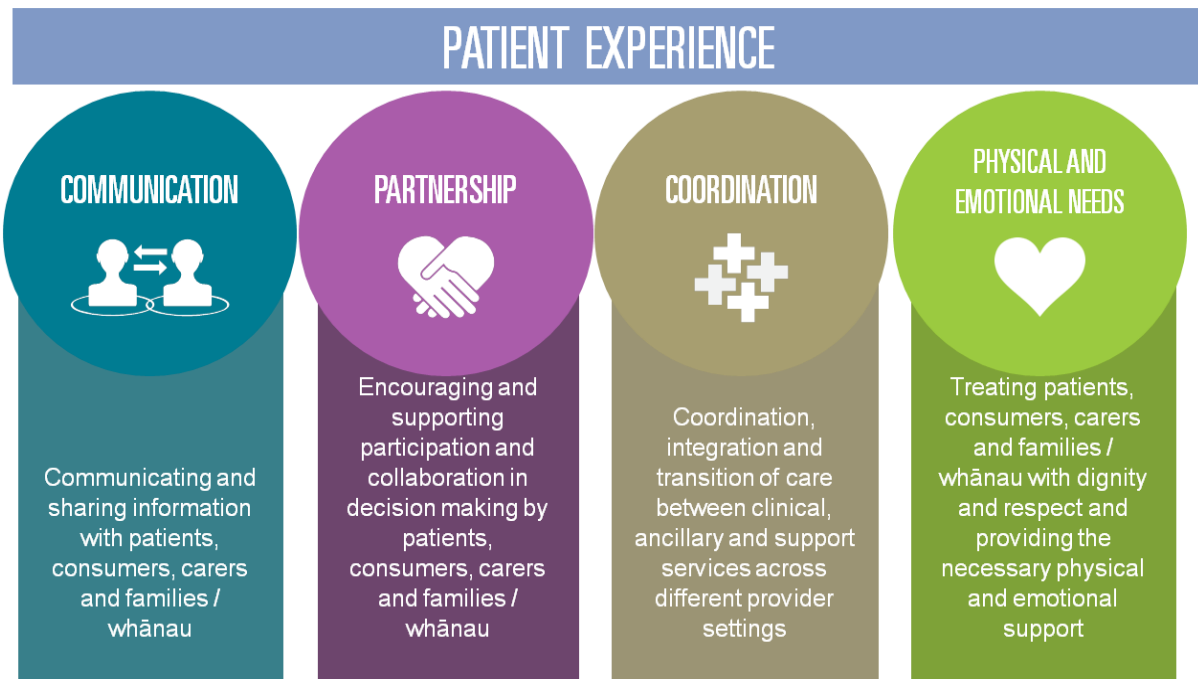 PATIENT EXPERIENCE
COMMUNICATION
Communicating and
sharing information
with patients,
consumers, carers
and families /
whānau
PARTNERSHIP
Encouraging and
supporting
participation and
collaboration in
decision making by
patients,
consumers, carers
and families /
whānau
COORDINATION
Coordination,
integration and
transition of care
between clinical,
ancillary and support
services across
different provider
settings
PHYSICAL AND
EMOTIONAL NEEDS
Treating patients,
consumers, carers
and families /
whānau with dignity
and respect and
providing the
necessary physical
and emotional
support